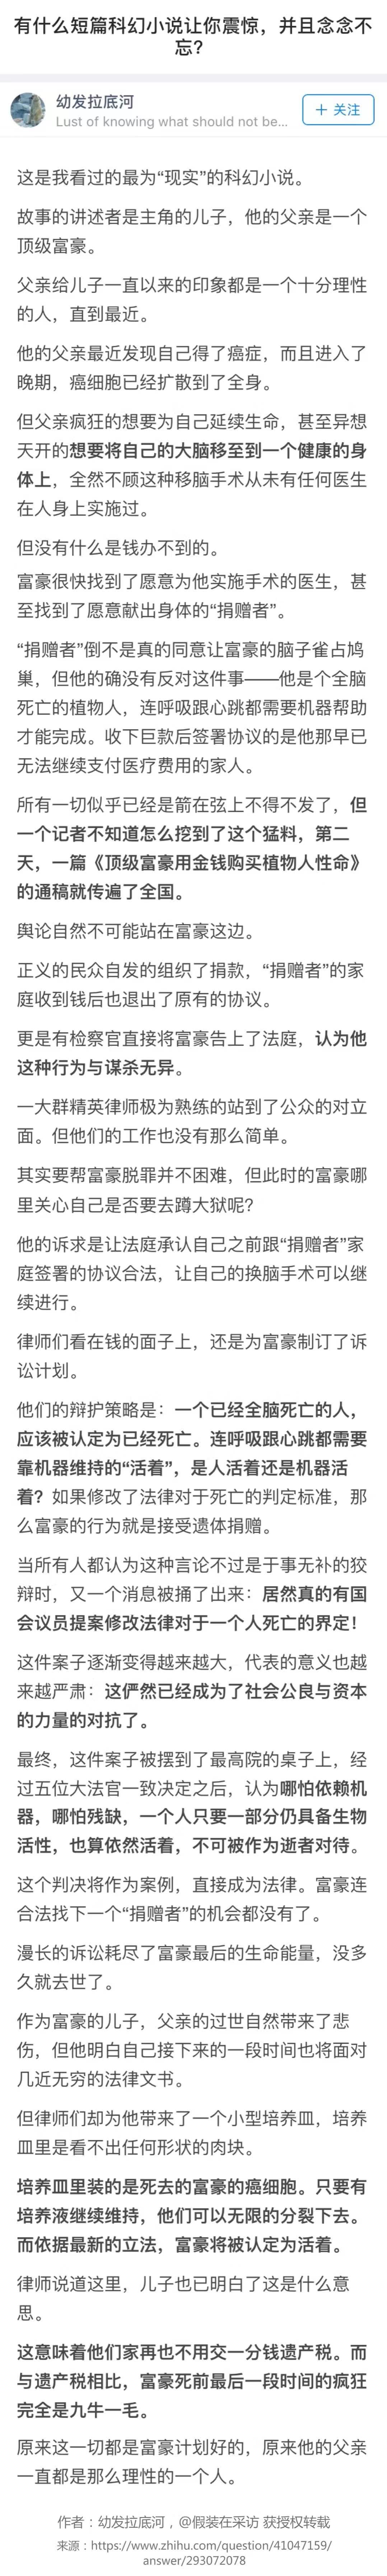 有什么短篇科幻小说让你震惊，并且念念不
忘？
幼发拉底河
Lust of knowing what should not be...
＋ 关注
这是我看过的最为“现实”的科幻小说。
故事的讲述者是主角的儿子，他的父亲是一个
顶级富豪。
父亲给儿子一直以来的印象都是一个十分理性
的人，直到最近。
他的父亲最近发现自己得了癌症，而且进入了
晚期，癌细胞已经扩散到了全身。
但父亲疯狂的想要为自己延续生命，甚至异想
天开的想要将自己的大脑移至到一个健康的身
体上，全然不顾这种移脑手术从未有任何医生
在人身上实施过。
但没有什么是钱办不到的。
富豪很快找到了愿意为他实施手术的医生，甚
至找到了愿意献出身体的“捐赠者”。
“捐赠者”倒不是真的同意让富豪的脑子雀占鸠
巢，但他的确没有反对这件事——他是个全脑
死亡的植物人，连呼吸跟心跳都需要机器帮助
才能完成。收下巨款后签署协议的是他那早已
无法继续支付医疗费用的家人。
所有一切似乎已经是箭在弦上不得不发了，但
一个记者不知道怎么挖到了这个猛料，第二
天，一篇《顶级富豪用金钱购买植物人性命》
的通稿就传遍了全国。
舆论自然不可能站在富豪这边。
正义的民众自发的组织了捐款，“捐赠者”的家
庭收到钱后也退出了原有的协议。
更是有检察官直接将富豪告上了法庭，认为他
这种行为与谋杀无异。
一大群精英律师极为熟练的站到了公众的对立
面。但他们的工作也没有那么简单。
其实要帮富豪脱罪并不困难，但此时的富豪哪
里关心自己是否要去蹲大狱呢？
他的诉求是让法庭承认自己之前跟“捐赠者”家
庭签署的协议合法，让自己的换脑手术可以继
续进行。
律师们看在钱的面子上，还是为富豪制订了诉
讼计划。
他们的辩护策略是：一个已经全脑死亡的人，
应该被认定为已经死亡。连呼吸跟心跳都需要
靠机器维持的“活着”，是人活着还是机器活
着？如果修改了法律对于死亡的判定标准，那
么富豪的行为就是接受遗体捐赠。
当所有人都认为这种言论不过是于事无补的狡
辩时，又一个消息被捅了出来：居然真的有国
会议员提案修改法律对于一个人死亡的界定！
这件案子逐渐变得越来越大，代表的意义也越
来越严肃：这俨然已经成为了社会公良与资本
的力量的对抗了。
最终，这件案子被摆到了最高院的桌子上，经
过五位大法官一致决定之后，认为哪怕依赖机
器，哪怕残缺，一个人只要一部分仍具备生物
活性，也算依然活着，不可被作为逝者对待。
这个判决将作为案例，直接成为法律。富豪连
合法找下一个“捐赠者”的机会都没有了。
漫长的诉讼耗尽了富豪最后的生命能量，没多
久就去世了。
作为富豪的儿子，父亲的过世自然带来了悲
伤，但他明白自己接下来的一段时间也将面对
几近无穷的法律文书。
但律师们却为他带来了一个小型培养皿，培养
皿里是看不出任何形状的肉块。
培养皿里装的是死去的富豪的癌细胞。只要有
培养液继续维持，他们可以无限的分裂下去。
而依据最新的立法，富豪将被认定为活着。
律师说道这里，儿子也已明白了这是什么意
思。
这意味着他们家再也不用交一分钱遗产税。而
与遗产税相比，富豪死前最后一段时间的疯狂
完全是九牛一毛。
原来这一切都是富豪计划好的，原来他的父亲
一直都是那么理性的一个人。
作者：幼发拉底河，@假装在采访 获授权转载
来源：https://www.zhihu.com/question/41047159/
answer/293072078